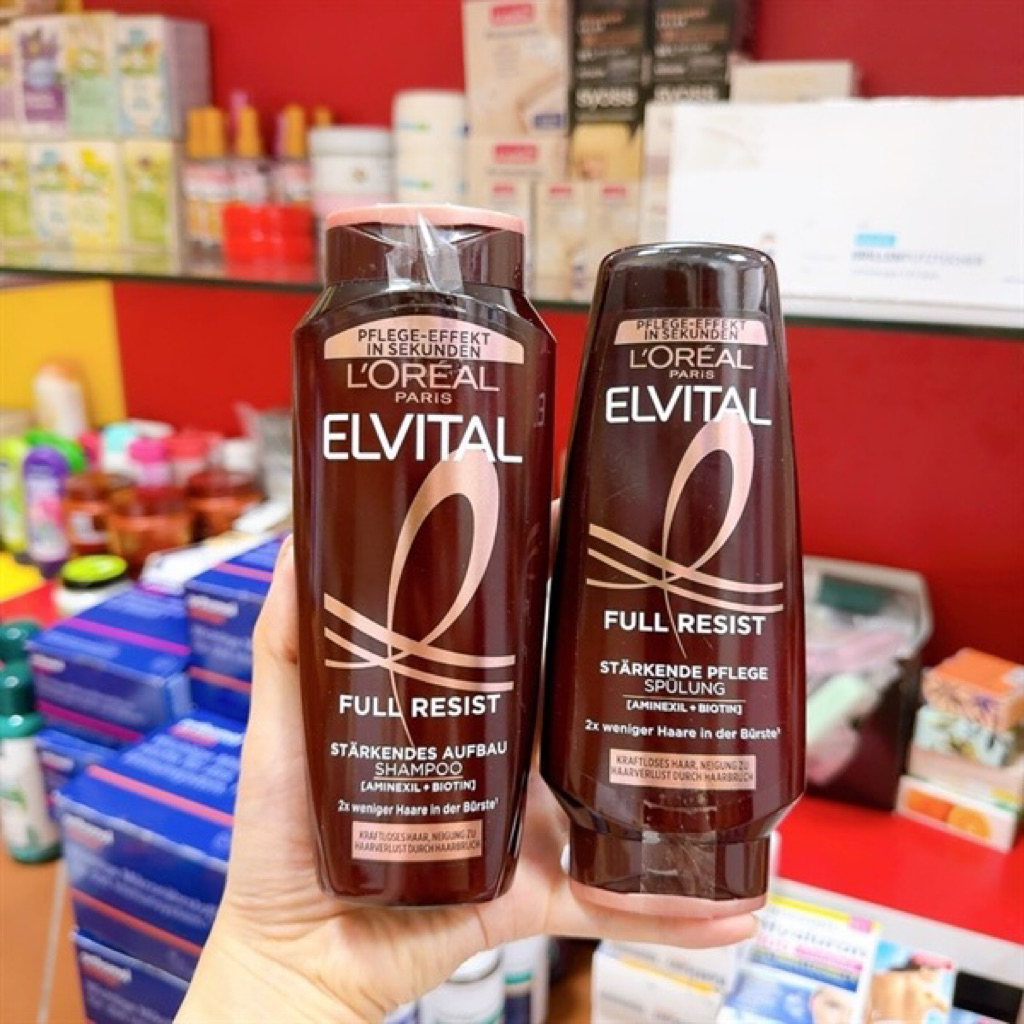 PFLEGE-EFFEKT
IN SEKUNDEN
L'ORÉAL
PARIS
ELVITAL
FULL RESIST
STÄRKENDES AUFBAU
SHAMPOO
[AMINEXIL + BIOTIN]
2x weniger Haare in der Bürste¹
KRAFTLOSES HAAR, NEIGUNG ZU
HAARVERLUST DURCH HAARBRUCH
PFLEGE-EFFEKT
IN SEKUNDEN
L'ORÉAL
PARIS
ELVITAL
FULL RESIST
STÄRKENDE PFLEGE
SPÜLUNG
[AMINEXIL + BIOTIN]
2x weniger Haare in der Bürste¹
KRAFTLOSES HAAR, NEIGUNG ZU
HAARVERLUST DURCH HAARBRUCH
syoss
Hyaluron